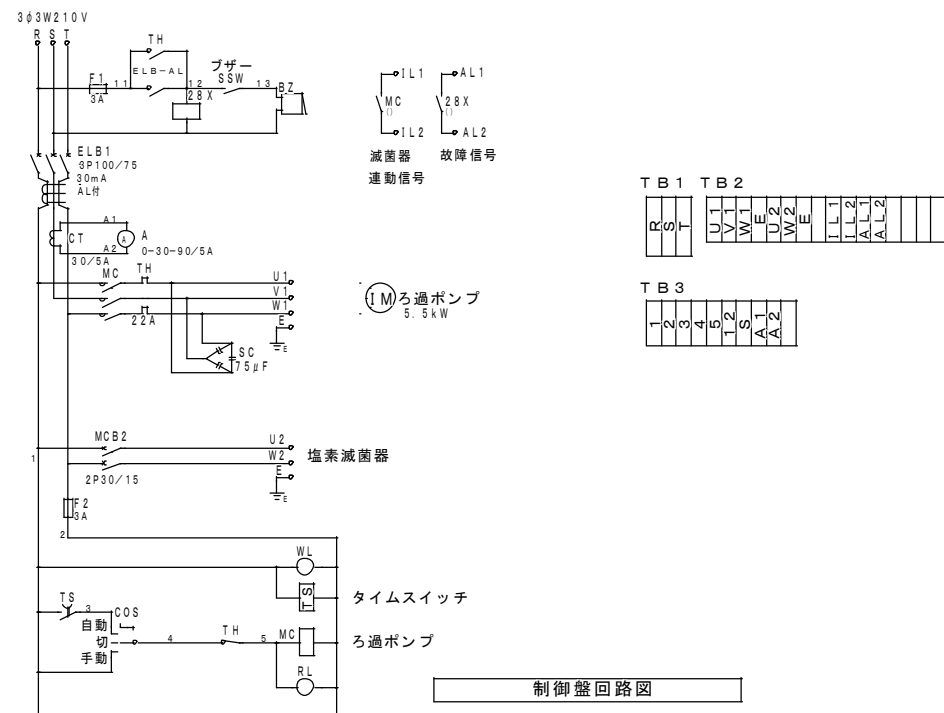 3φ3W210V
R S T
TH
ELB-AL
ブザー
SSW
F1
3A
11
12
13
BZ
28X
IL1
MC
()
IL2
滅菌器
連動信号
AL1
28X
()
AL2
故障信号
ELB1
3P100/75
30mA
AL付
CT
30/5A
A1
A2
A
A
0-30-90/5A
MC
TH
22A
U1
V1
W1
E
E
SC
75μF
IM
ろ過ポンプ
5.5kW
TB1
R
S
T
TB2
U1
V1
W1
E
U2
W2
E
IL1
IL2
AL1
AL2
TB3
1
2
3
4
5
12
S
A1
A2
1
MCB2
2P30/15
U2
W2
E
E
塩素滅菌器
F2
3A
2
WL
TS
タイムスイッチ
TS
3
COS
自動
切
手動
4
TH
5
MC
ろ過ポンプ
RL
制御盤回路図